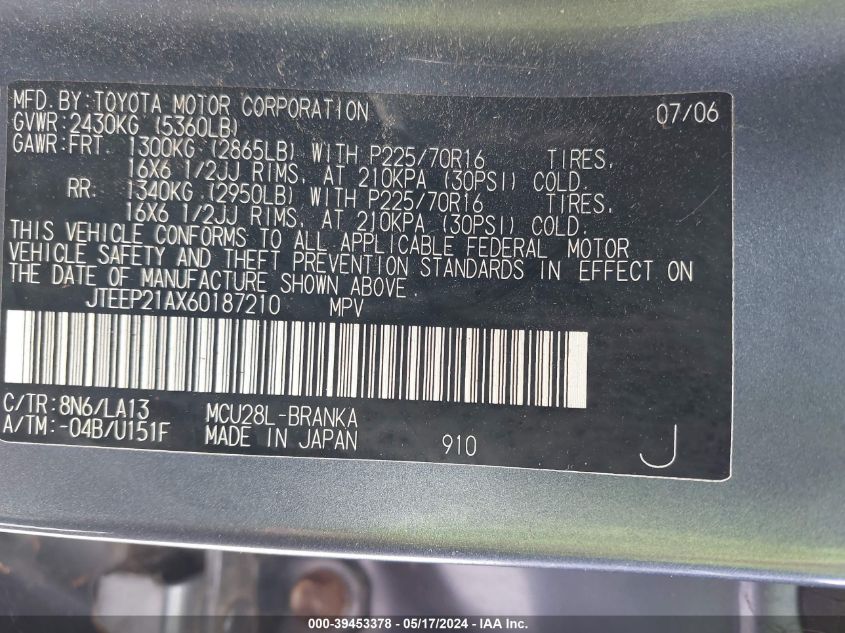 MFD.BY:TOYOTA MOTOR CORPORATION 07/06
GVWR:2430KG (5360LB)
GAWR:FRT. 1300KG (2865LB) WITH P225/70R16 TIRES,
16X6 1/2JJ RIMS, AT 210KPA (30PSI) COLD.
RR: 1340KG (2950LB) WITH P225/70R16 TIRES,
16X6 1/2JJ RIMS, AT 210KPA (30PSI) COLD.
THIS VEHICLE CONFORMS TO ALL APPLICABLE FEDERAL MOTOR
VEHICLE SAFETY AND THEFT PREVENTION STANDARDS IN EFFECT ON
THE DATE OF MANUFACTURE SHOWN ABOVE.
JTEEP21AX60187210 MPV
C/TR:8N6/LA13 MCU28L-BRANKA
A/TM:-04B/U151F MADE IN JAPAN 910 J
000-39453378 - 05/17/2024 - IAA Inc.